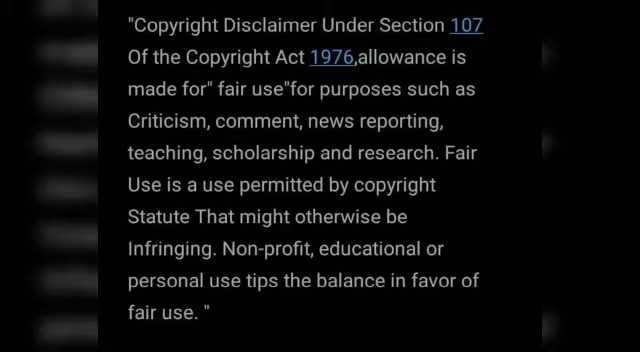 "Copyright Disclaimer Under Section 107
Of the Copyright Act 1976,allowance is
made for" fair use"for purposes such as
Criticism, comment, news reporting,
teaching, scholarship and research. Fair
Use is a use permitted by copyright
Statute That might otherwise be
Infringing. Non-profit, educational or
personal use tips the balance in favor of
fair use. "